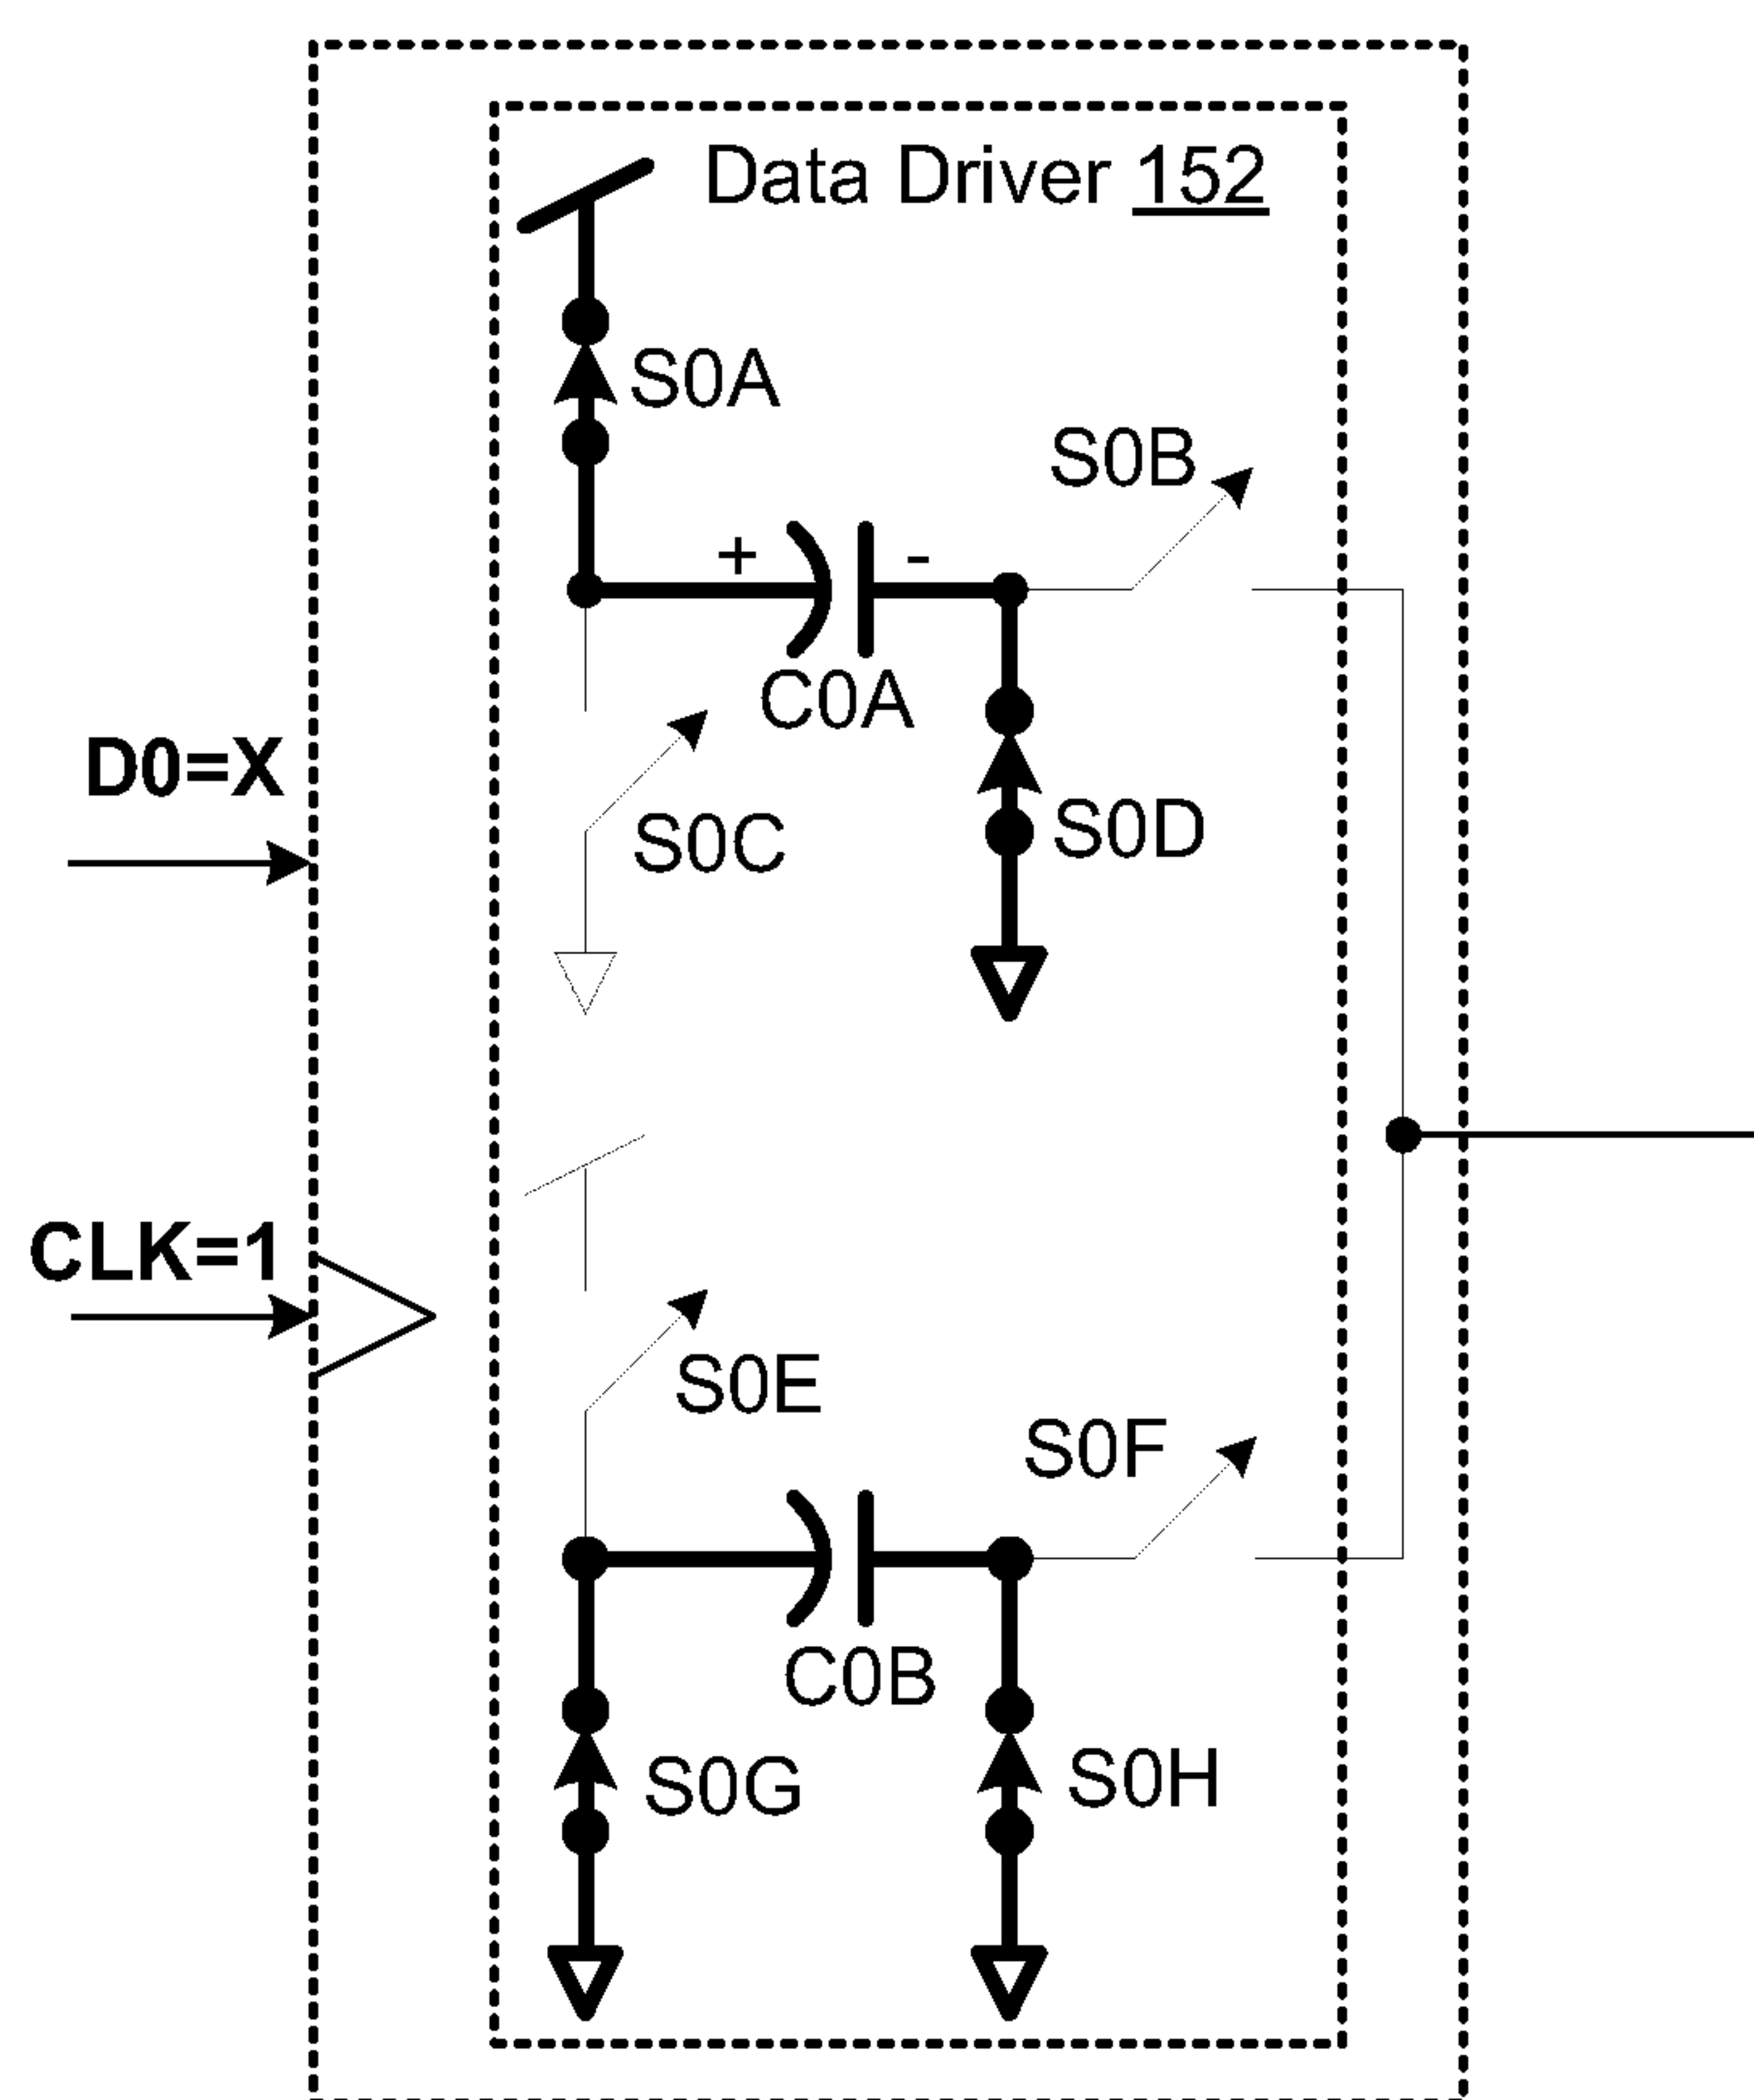 Data Driver 152
S0A
S0B
+ -
C0A
D0=X
S0C
S0D
CLK=1
S0E
S0F
C0B
S0G
S0H